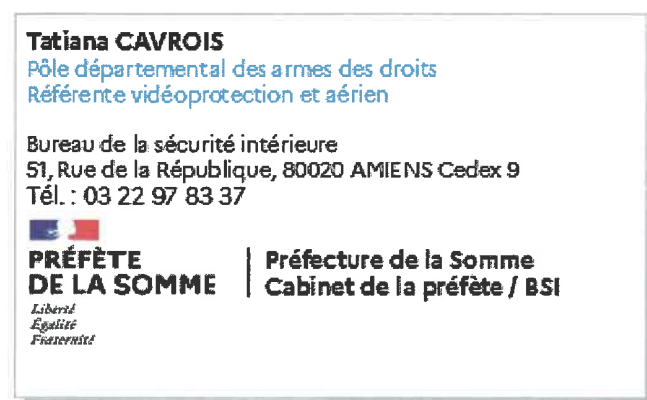 Tatiana CAVROIS
Pôle départemental des armes des droits
Référente vidéoprotection et aérien
Bureau de la sécurité intérieure
51, Rue de la République, 80020 AMIENS Cedex 9
Tél. : 03 22 97 83 37
PRÉFÈTE
DE LA SOMME
Liberté
Égalité
Fraternité
Préfecture de la Somme
Cabinet de la préfète / BSI